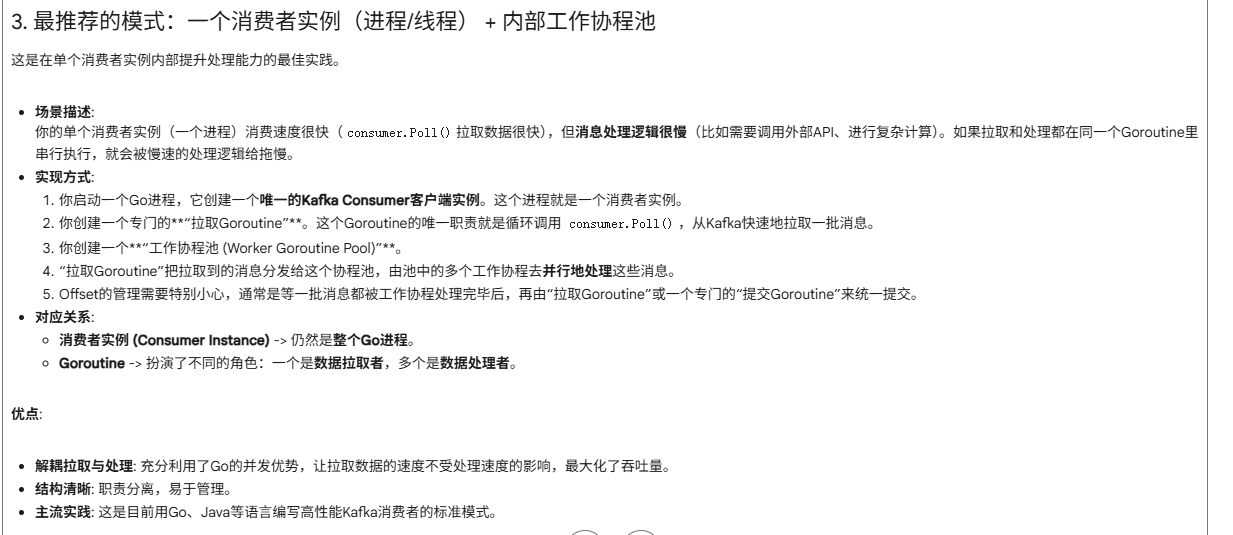 3. 最推荐的模式：一个消费者实例（进程/线程） + 内部工作协程池
这是在单个消费者实例内部提升处理能力的最佳实践。
• 场景描述:
你的单个消费者实例（一个进程）消费速度很快（ consumer.Poll() 拉取数据很快），但消息处理逻辑很慢（比如需要调用外部API、进行复杂计算）。如果拉取和处理都在同一个Goroutine里
串行执行，就会被慢速的处理逻辑给拖慢。
• 实现方式:
1. 你启动一个Go进程，它创建一个唯一的Kafka Consumer客户端实例。这个进程就是一个消费者实例。
2. 你创建一个专门的**“拉取Goroutine”**。这个Goroutine的唯一职责就是循环调用 consumer.Poll() ，从Kafka快速地拉取一批消息。
3. 你创建一个**“工作协程池 (Worker Goroutine Pool)”**。
4. “拉取Goroutine”把拉取到的消息分发给这个协程池，由池中的多个工作协程去并行地处理这些消息。
5. Offset的管理需要特别小心，通常是等一批消息都被工作协程处理完毕后，再由“拉取Goroutine”或一个专门的“提交Goroutine”来统一提交。
• 对应关系:
◦ 消费者实例 (Consumer Instance) -> 仍然是整个Go进程。
◦ Goroutine -> 扮演了不同的角色：一个是数据拉取者，多个是数据处理者。
优点:
• 解耦拉取与处理: 充分利用了Go的并发优势，让拉取数据的速度不受处理速度的影响，最大化了吞吐量。
• 结构清晰: 职责分离，易于管理。
• 主流实践: 这是目前用Go、Java等语言编写高性能Kafka消费者的标准模式。